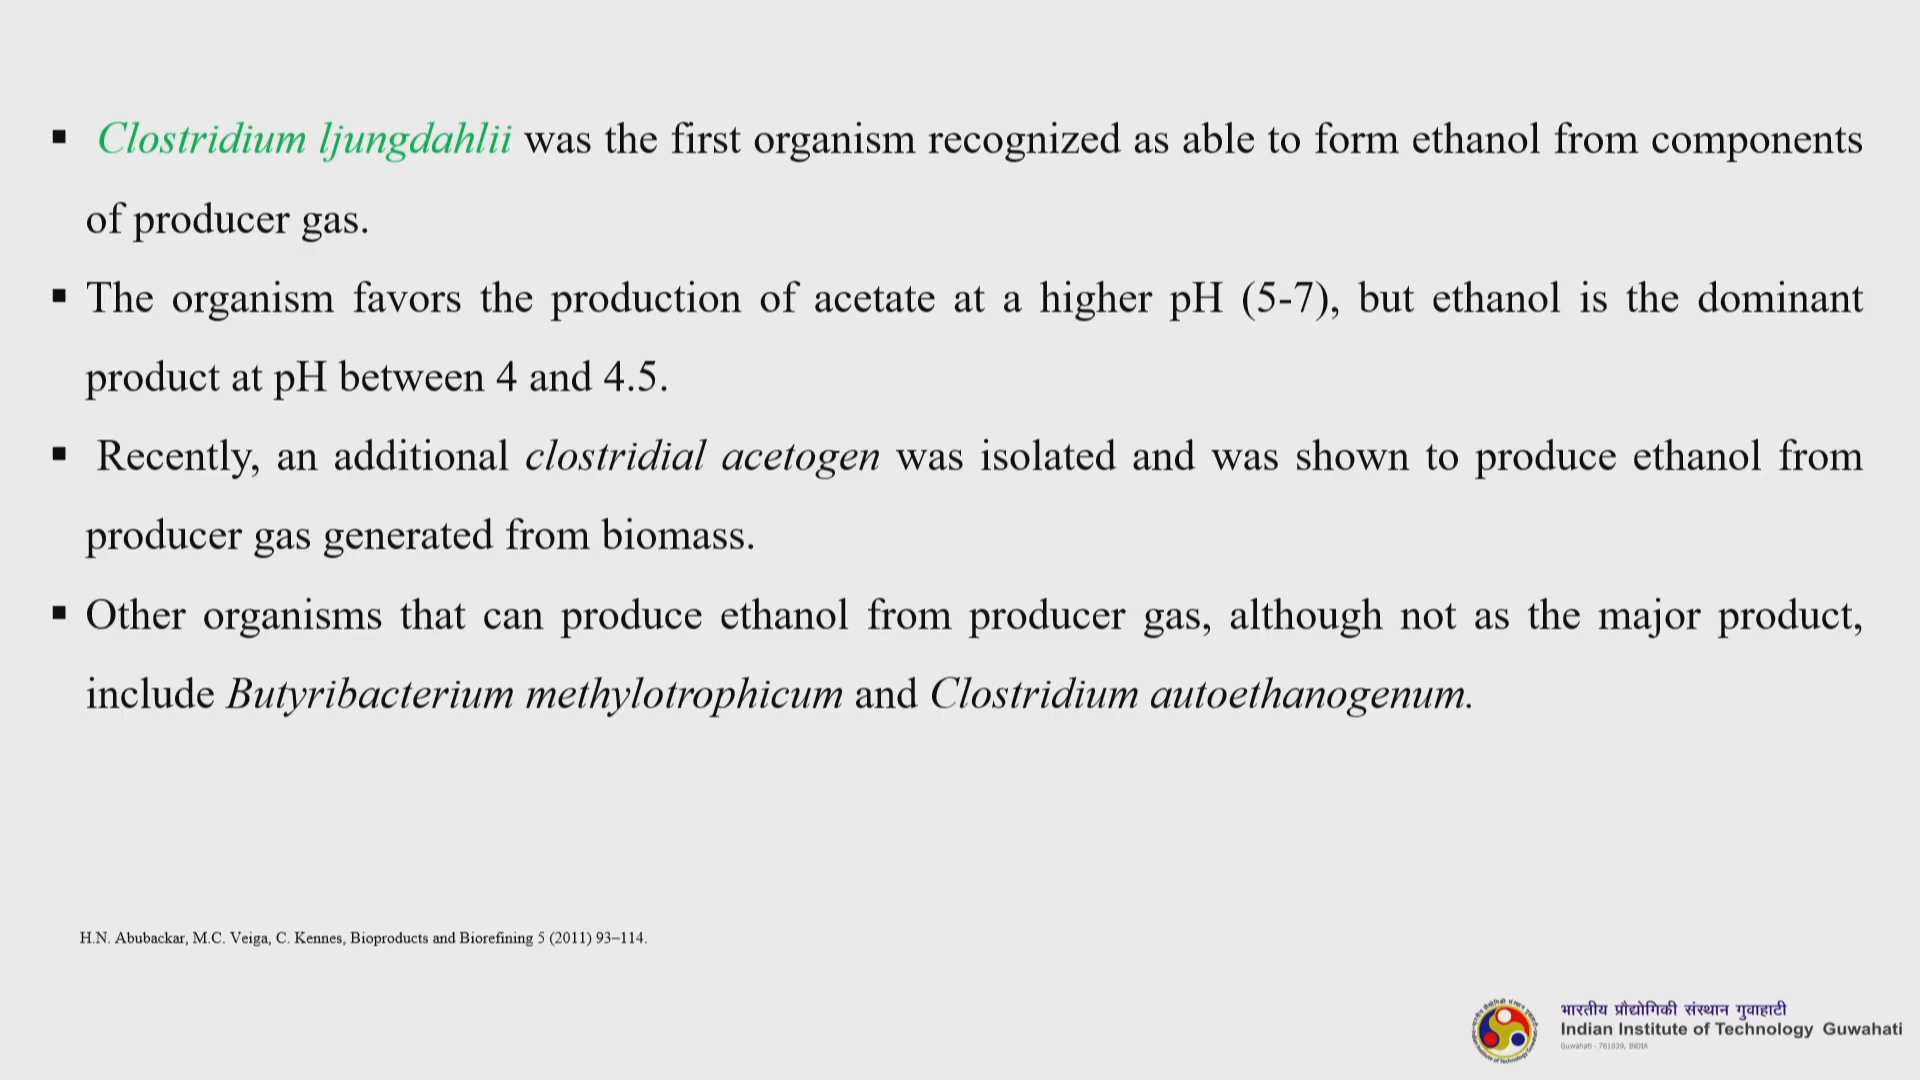 ▪ Clostridium ljungdahlii was the first organism recognized as able to form ethanol from components
of producer gas.
▪ The organism favors the production of acetate at a higher pH (5-7), but ethanol is the dominant
product at pH between 4 and 4.5.
▪ Recently, an additional clostridial acetogen was isolated and was shown to produce ethanol from
producer gas generated from biomass.
▪ Other organisms that can produce ethanol from producer gas, although not as the major product,
include Butyribacterium methylotrophicum and Clostridium autoethanogenum.
H.N. Abubackar, M.C. Veiga, C. Kennes, Bioproducts and Biorefining 5 (2011) 93–114.
भारतीय प्रौद्योगिकी संस्थान गुवाहाटी
Indian Institute of Technology Guwahati
Guwahati - 781039, INDIA